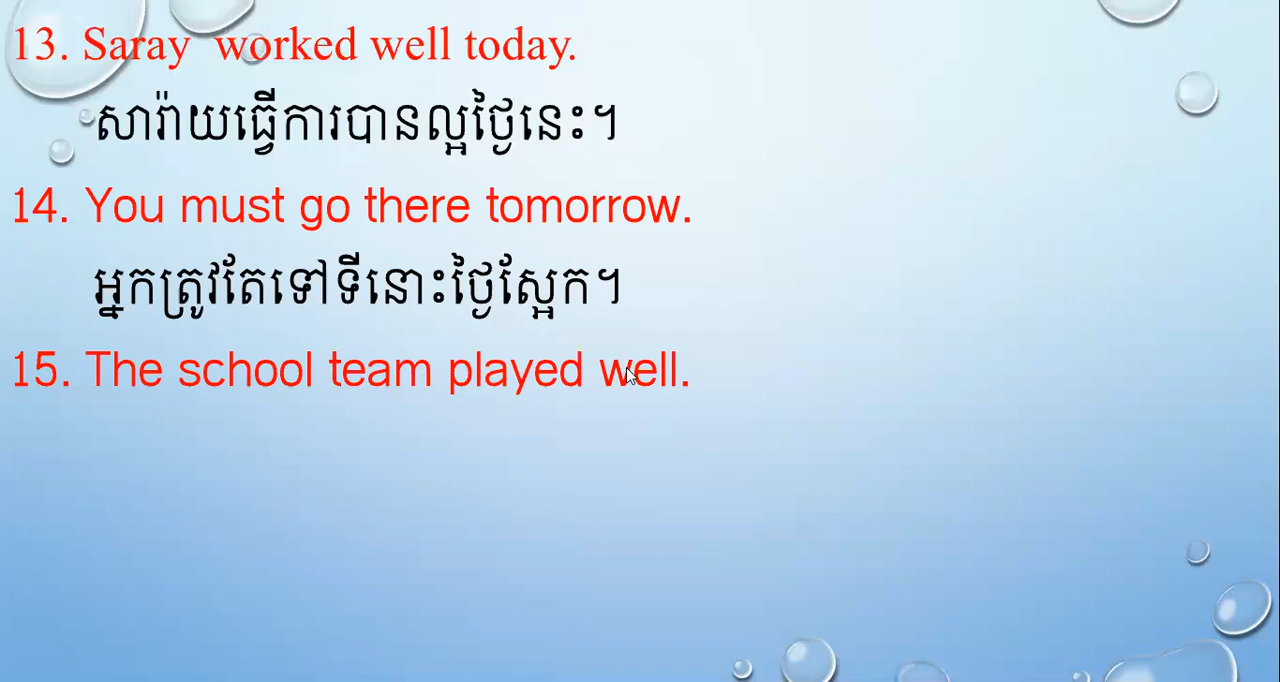 13. Saray  worked well today.
សារ៉ាយធ្វើការបានល្អថ្ងៃនេះ។
14. You must go there tomorrow.
អ្នកត្រូវតែទៅទីនោះថ្ងៃស្អែក។
15. The school team played well.